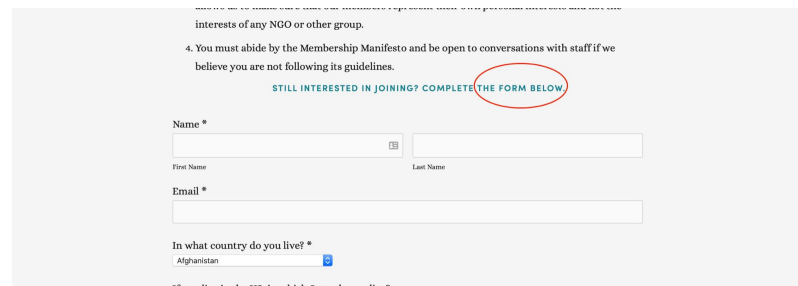 interests of any NGO or other group.
4. You must abide by the Membership Manifesto and be open to conversations with staff if we
believe you are not following its guidelines.
STILL INTERESTED IN JOINING? COMPLETE THE FORM BELOW.
Name *
First Name
Last Name
Email *
In what country do you live? *
Afghanistan